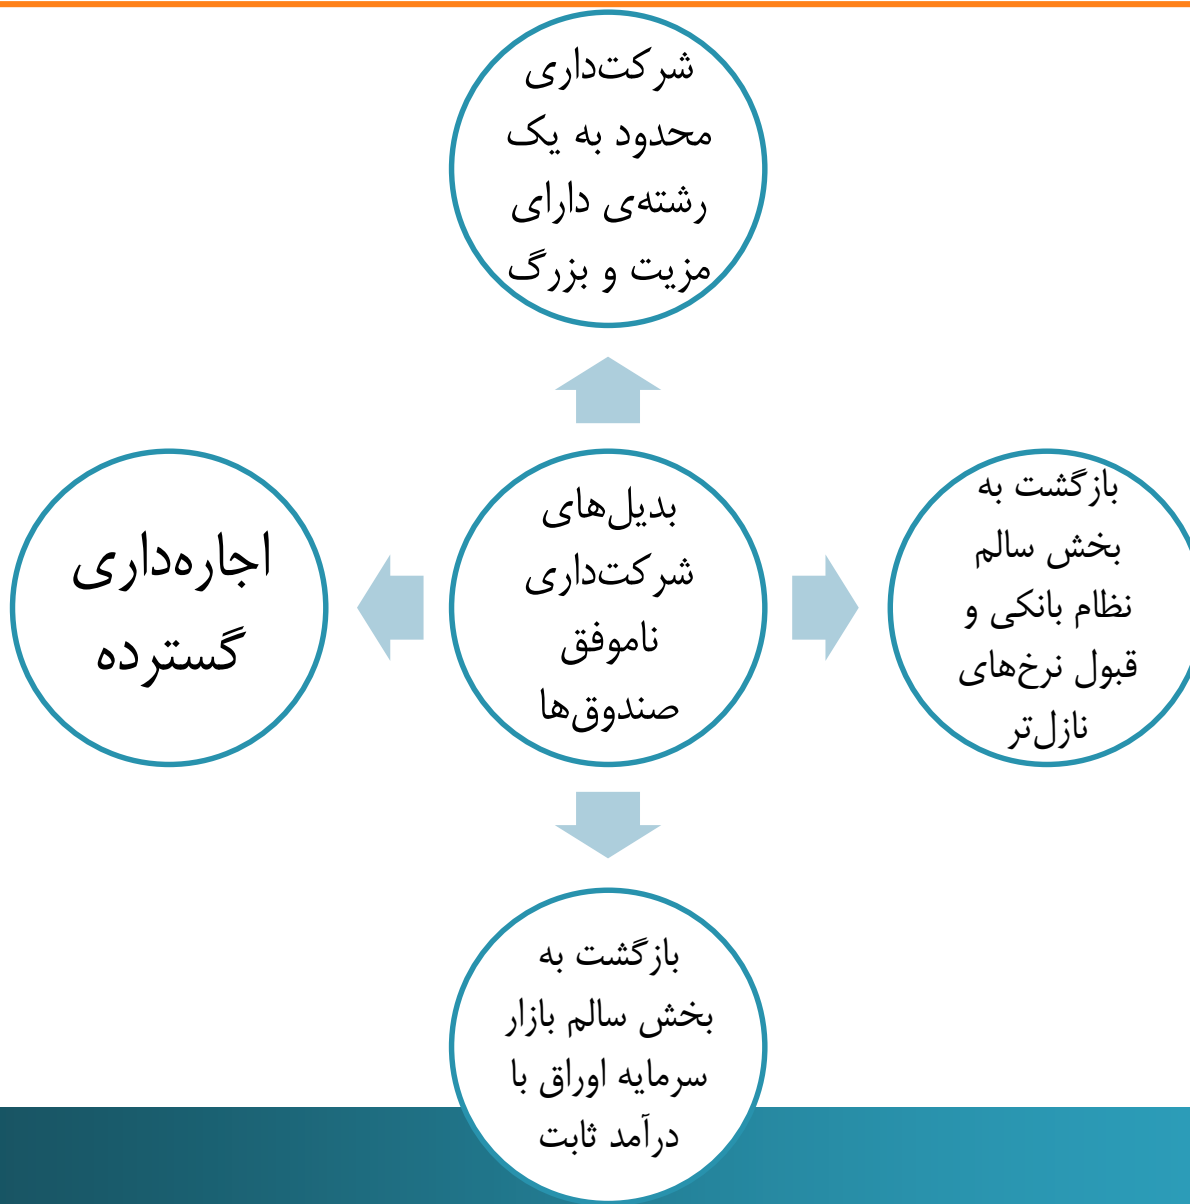 شرکت‌داری
محدود به یک
رشته‌ی دارای
مزیت و بزرگ
بازگشت به
بخش سالم
نظام بانکی و
قبول نرخ‌های
نازل‌تر
بدیل‌های
شرکت‌داری
ناموفق
صندوق‌ها
اجاره‌داری
گسترده
بازگشت به
بخش سالم بازار
سرمایه اوراق با
درآمد ثابت